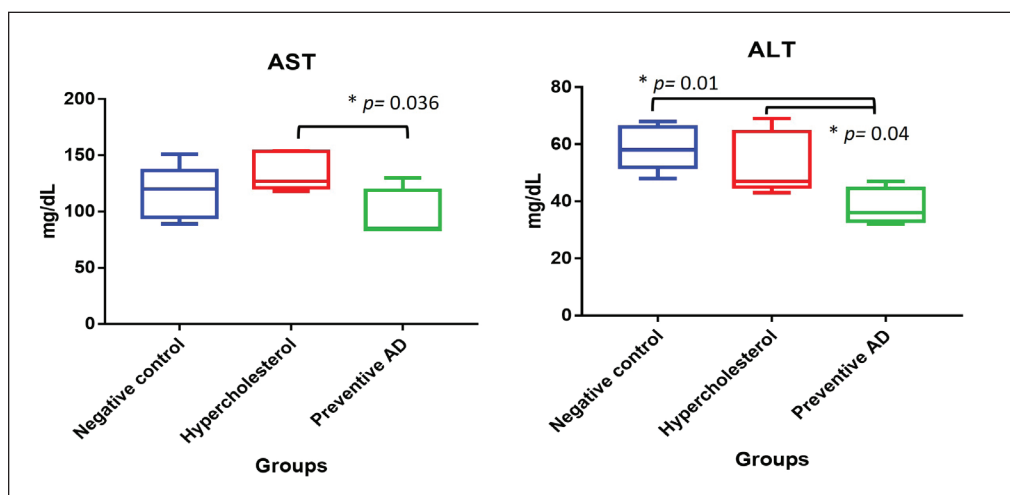 AST
200
150
100
50
0
mg/dL
* p= 0.036
Negative control
Hypercholesterol
Preventive AD
Groups
ALT
80
60
40
20
0
mg/dL
* p= 0.01
* p= 0.04
Negative control
Hypercholesterol
Preventive AD
Groups